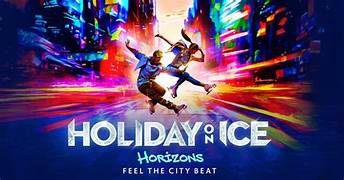 HOLIDAY ON ICE
Horizons
FEEL THE CITY BEAT